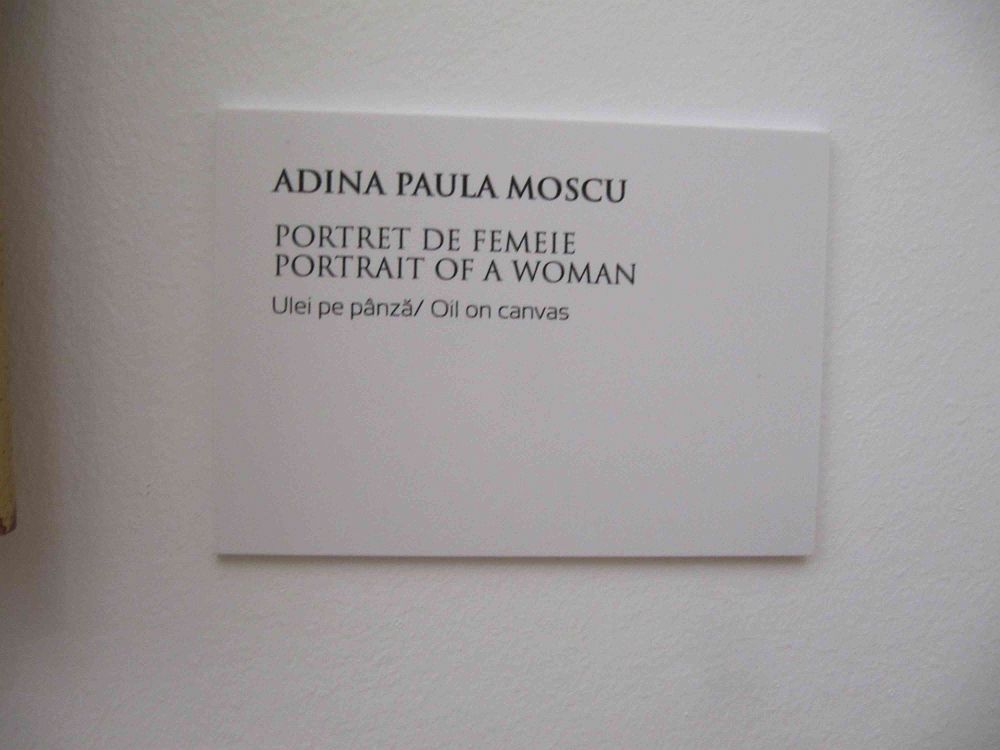 ADINA PAULA MOSCU
PORTRET DE FEMEIE
PORTRAIT OF A WOMAN
Ulei pe pânză/ Oil on canvas